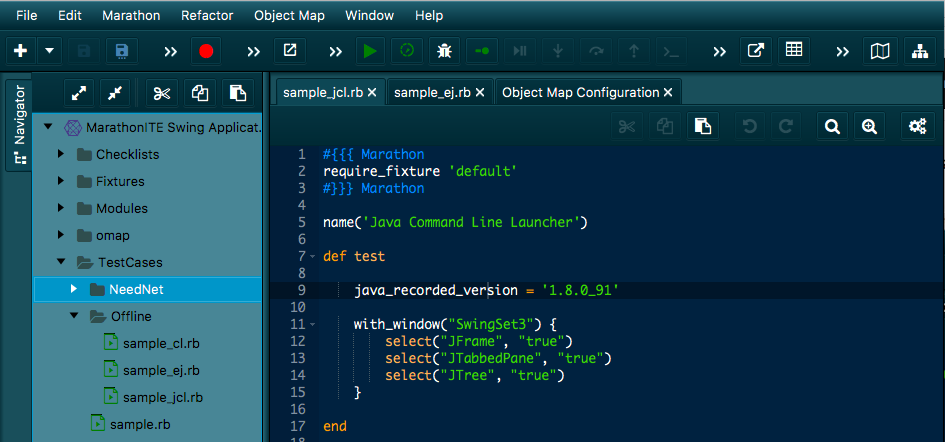 File Edit Marathon Refactor Object Map Window Help
Navigator
MarathonITE Swing Applicat.
Checklists
Fixtures
Modules
omap
TestCases
NeedNet
Offline
sample_cl.rb
sample_ej.rb
sample_jcl.rb
sample.rb
sample_jcl.rb sample_ej.rb Object Map Configuration
1 #{{{ Marathon
2 require_fixture 'default'
3 #}}} Marathon
4
5 name('Java Command Line Launcher')
6
7 def test
8
9 java_recorded_version = '1.8.0_91'
10
11 with_window("SwingSet3") {
12 select("JFrame", "true")
13 select("JTabbedPane", "true")
14 select("JTree", "true")
15 }
16
17 end